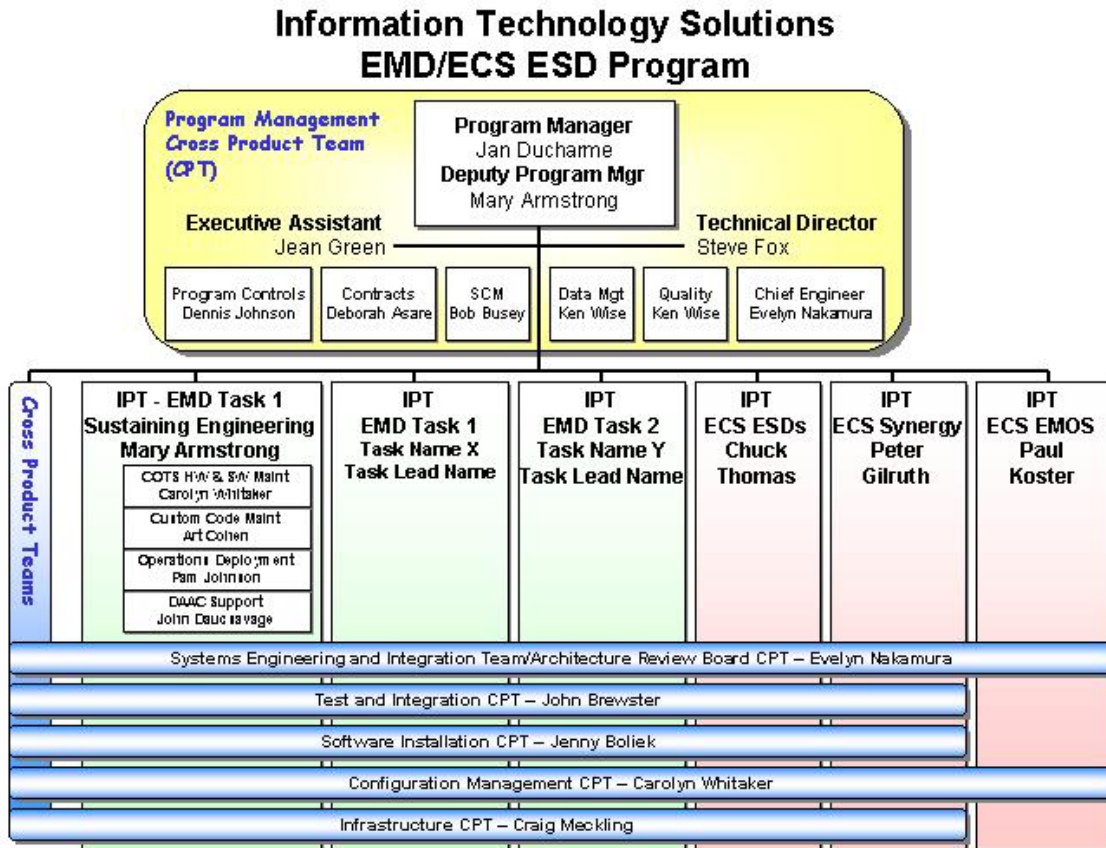 Information Technology Solutions
EMD/ECS ESD Program
Program Management
Cross Product Team
(CPT)
Program Manager
Jan Ducharme
Deputy Program Mgr
Mary Armstrong
Executive Assistant
Jean Green
Technical Director
Steve Fox
Program Controls
Dennis Johnson
Contracts
Deborah Asare
SCM
Bob Busey
Data Mgt
Ken Wise
Quality
Ken Wise
Chief Engineer
Evelyn Nakamura
Cross Product Teams
IPT - EMD Task 1
Sustaining Engineering
Mary Armstrong
COTS HW & SW Maint
Carolyn Whitaker
Custom Code Maint
Art Cohen
Operations Deployment
Pam Johnson
DAAC Support
John Daucsavage
IPT
EMD Task 1
Task Name X
Task Lead Name
IPT
EMD Task 2
Task Name Y
Task Lead Name
IPT
ECS ESDs
Chuck
Thomas
IPT
ECS Synergy
Peter
Gilruth
IPT
ECS EMOS
Paul
Koster
Systems Engineering and Integration Team/Architecture Review Board CPT – Evelyn Nakamura
Test and Integration CPT – John Brewster
Software Installation CPT – Jenny Boliek
Configuration Management CPT – Carolyn Whitaker
Infrastructure CPT – Craig Meckling